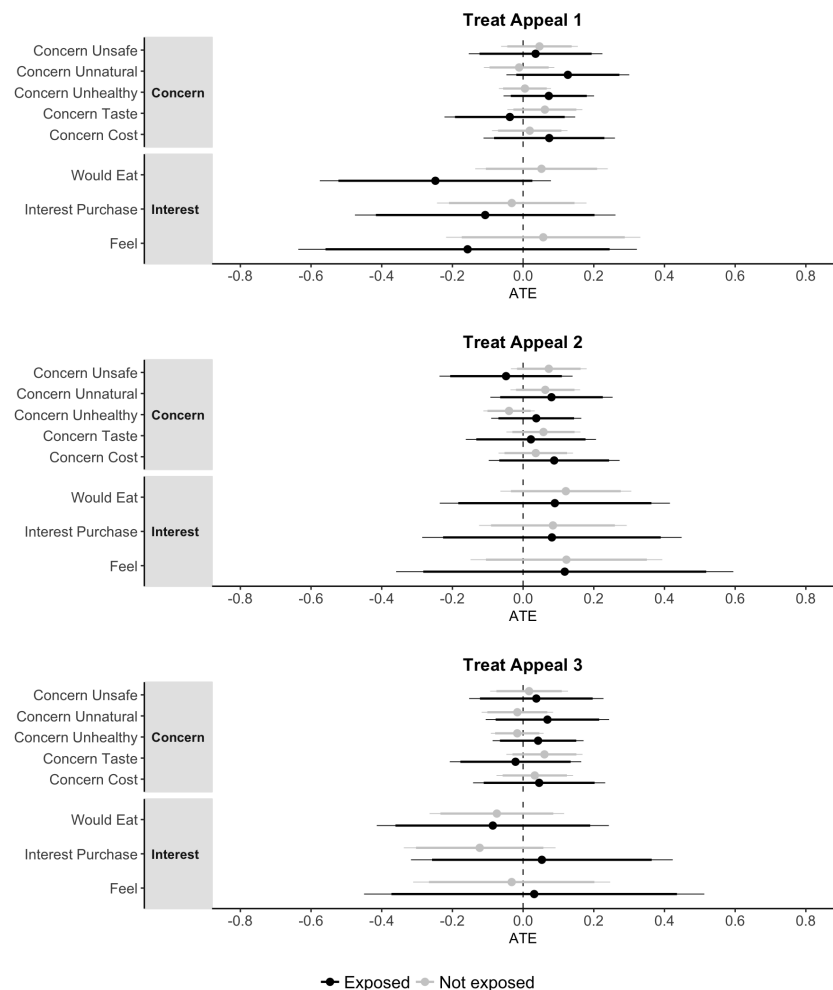 Treat Appeal 1
Concern Unsafe
Concern Unnatural
Concern Unhealthy
Concern Taste
Concern Cost
Concern
Would Eat
Interest Purchase
Feel
Interest
-0.8 -0.6 -0.4 -0.2 0.0 0.2 0.4 0.6 0.8
ATE
Treat Appeal 2
Concern Unsafe
Concern Unnatural
Concern Unhealthy
Concern Taste
Concern Cost
Concern
Would Eat
Interest Purchase
Feel
Interest
-0.8 -0.6 -0.4 -0.2 0.0 0.2 0.4 0.6 0.8
ATE
Treat Appeal 3
Concern Unsafe
Concern Unnatural
Concern Unhealthy
Concern Taste
Concern Cost
Concern
Would Eat
Interest Purchase
Feel
Interest
-0.8 -0.6 -0.4 -0.2 0.0 0.2 0.4 0.6 0.8
ATE
Exposed Not exposed